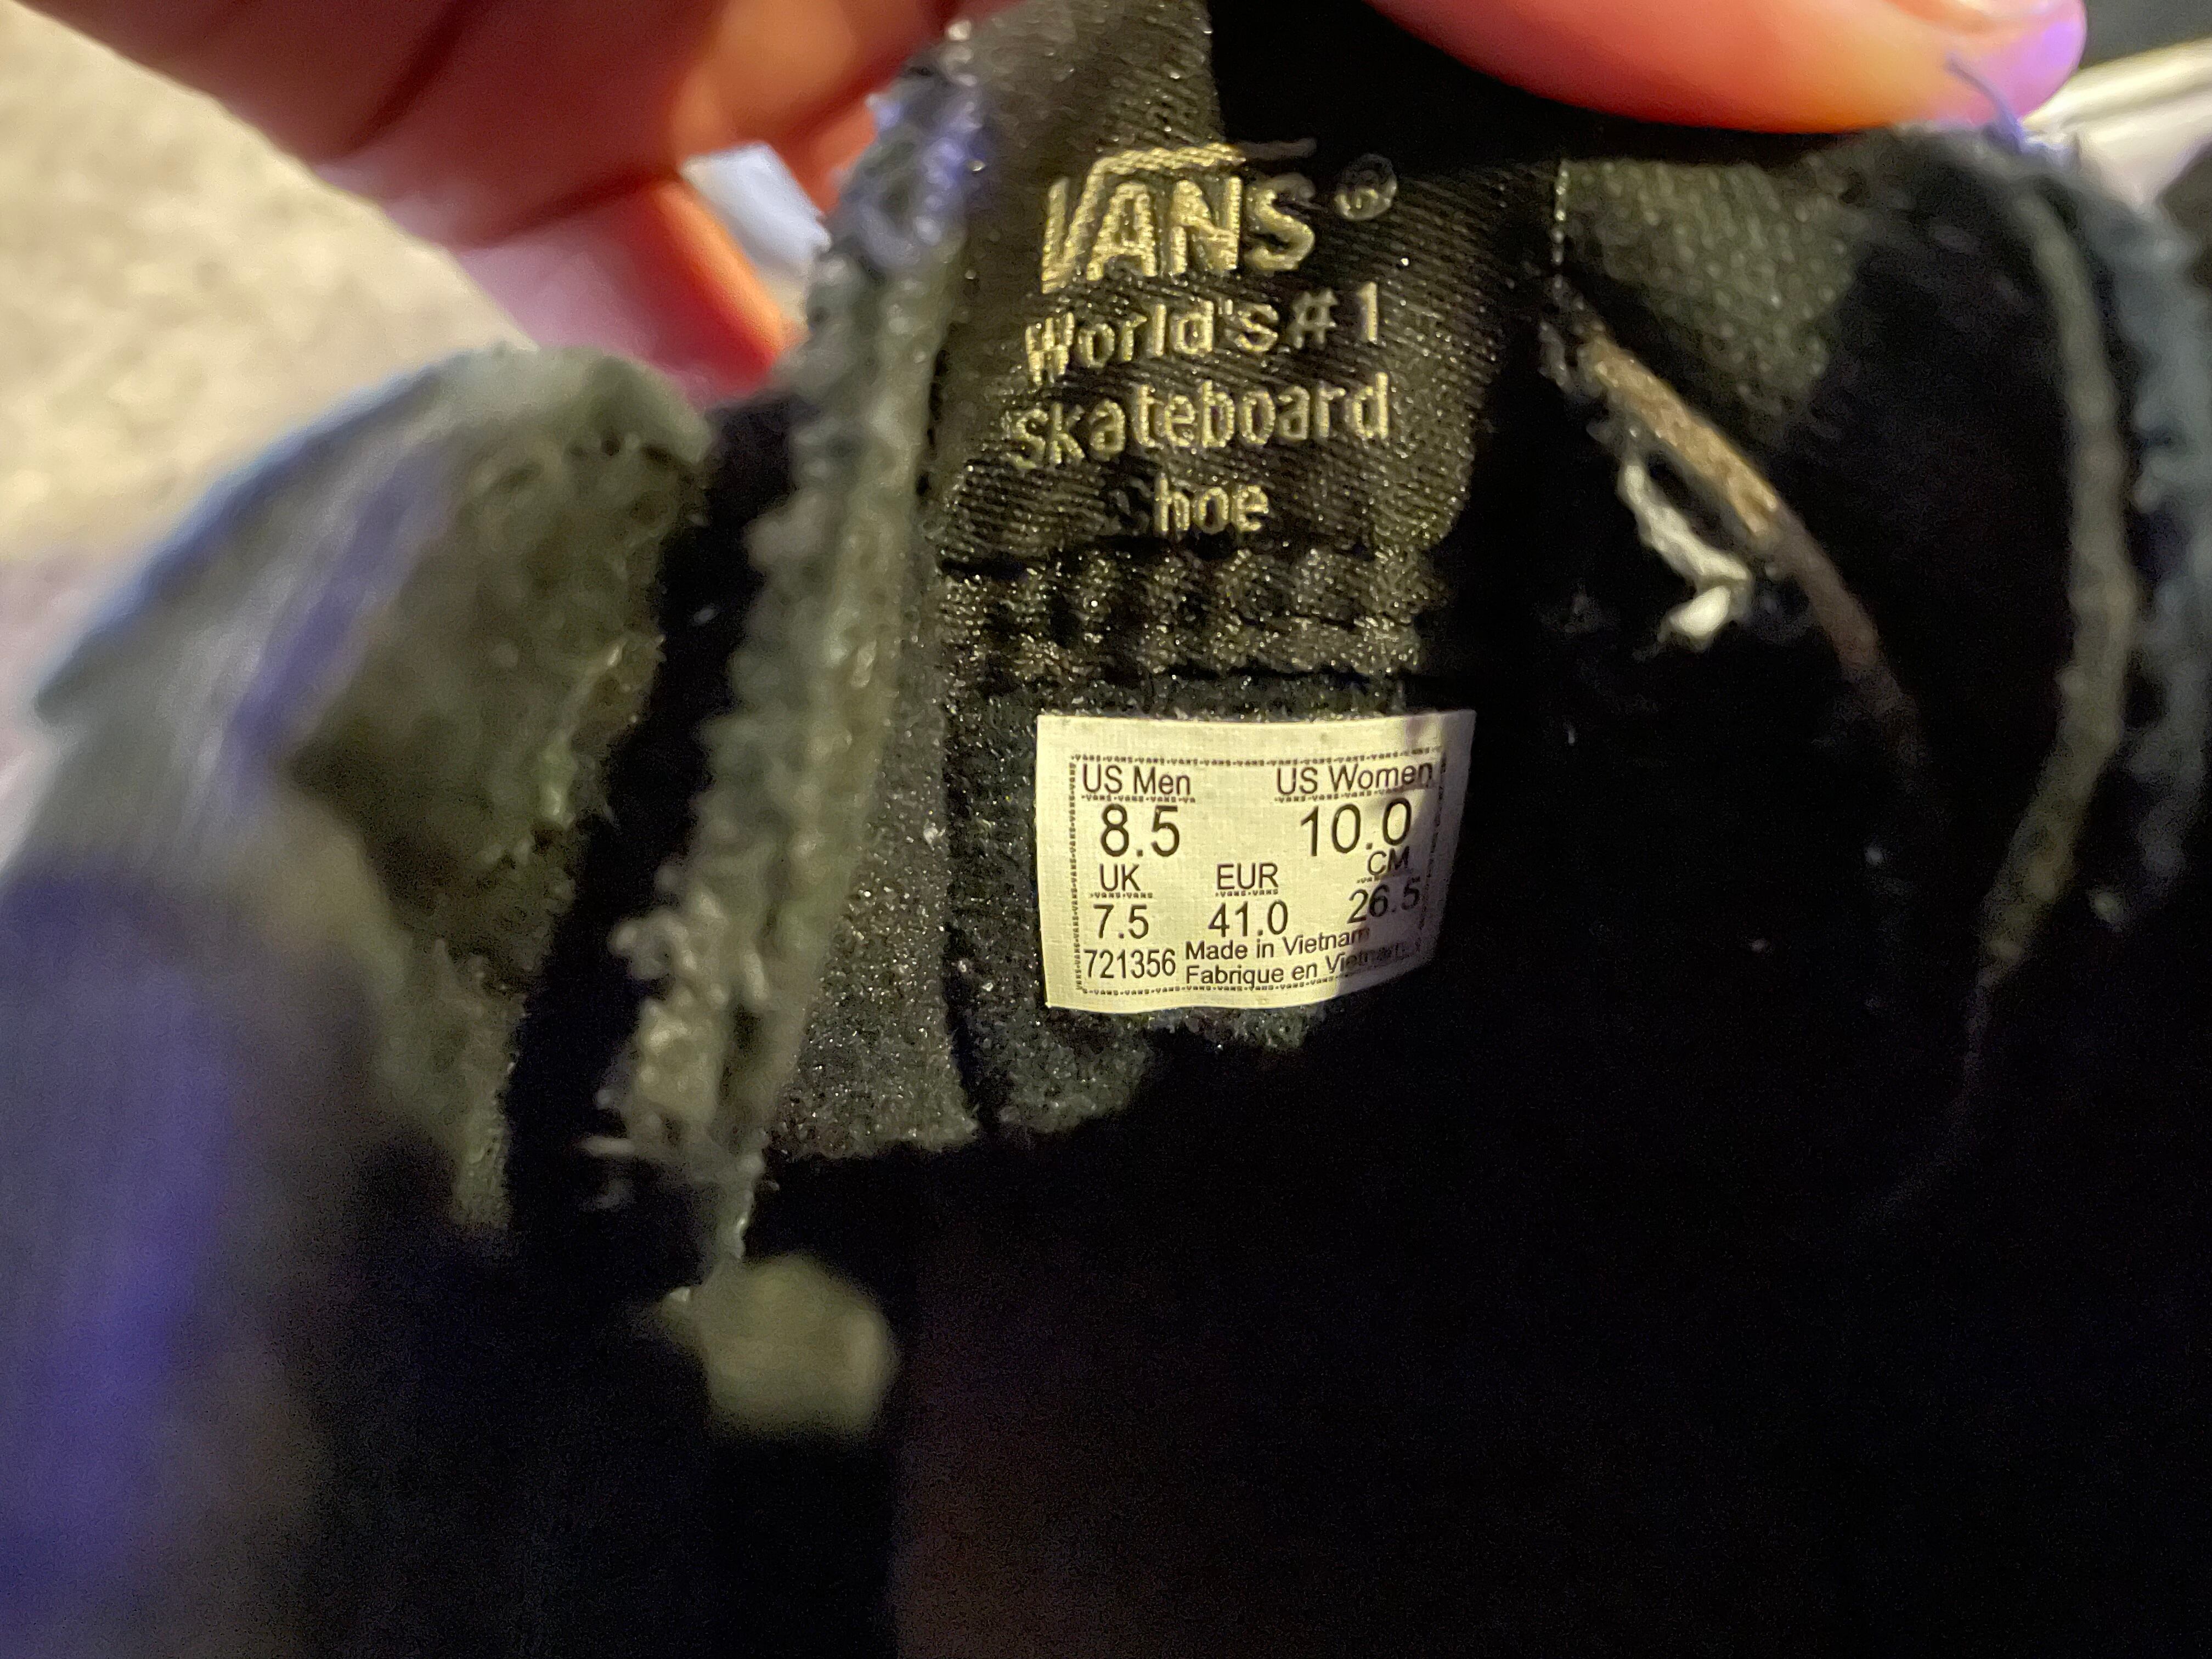 VANS®
World's #1
Skateboard
Shoe
US Men US Women
8.5 10.0
UK EUR CM
7.5 41.0 26.5
721356 Made in Vietnam
Fabrique en Vietnam